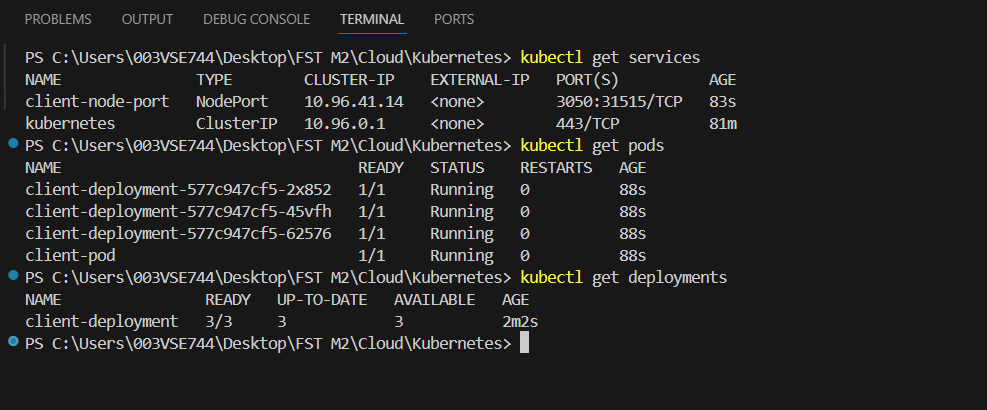 PROBLEMS OUTPUT DEBUG CONSOLE TERMINAL PORTS
PS C:\Users\003VSE744\Desktop\FST M2\Cloud\Kubernetes> kubectl get services
NAME TYPE CLUSTER-IP EXTERNAL-IP PORT(S) AGE
client-node-port NodePort 10.96.41.14 <none> 3050:31515/TCP 83s
kubernetes ClusterIP 10.96.0.1 <none> 443/TCP 81m
PS C:\Users\003VSE744\Desktop\FST M2\Cloud\Kubernetes> kubectl get pods
NAME READY STATUS RESTARTS AGE
client-deployment-577c947cf5-2x852 1/1 Running 0 88s
client-deployment-577c947cf5-45vfh 1/1 Running 0 88s
client-deployment-577c947cf5-62576 1/1 Running 0 88s
client-pod 1/1 Running 0 88s
PS C:\Users\003VSE744\Desktop\FST M2\Cloud\Kubernetes> kubectl get deployments
NAME READY UP-TO-DATE AVAILABLE AGE
client-deployment 3/3 3 3 2m2s
PS C:\Users\003VSE744\Desktop\FST M2\Cloud\Kubernetes>